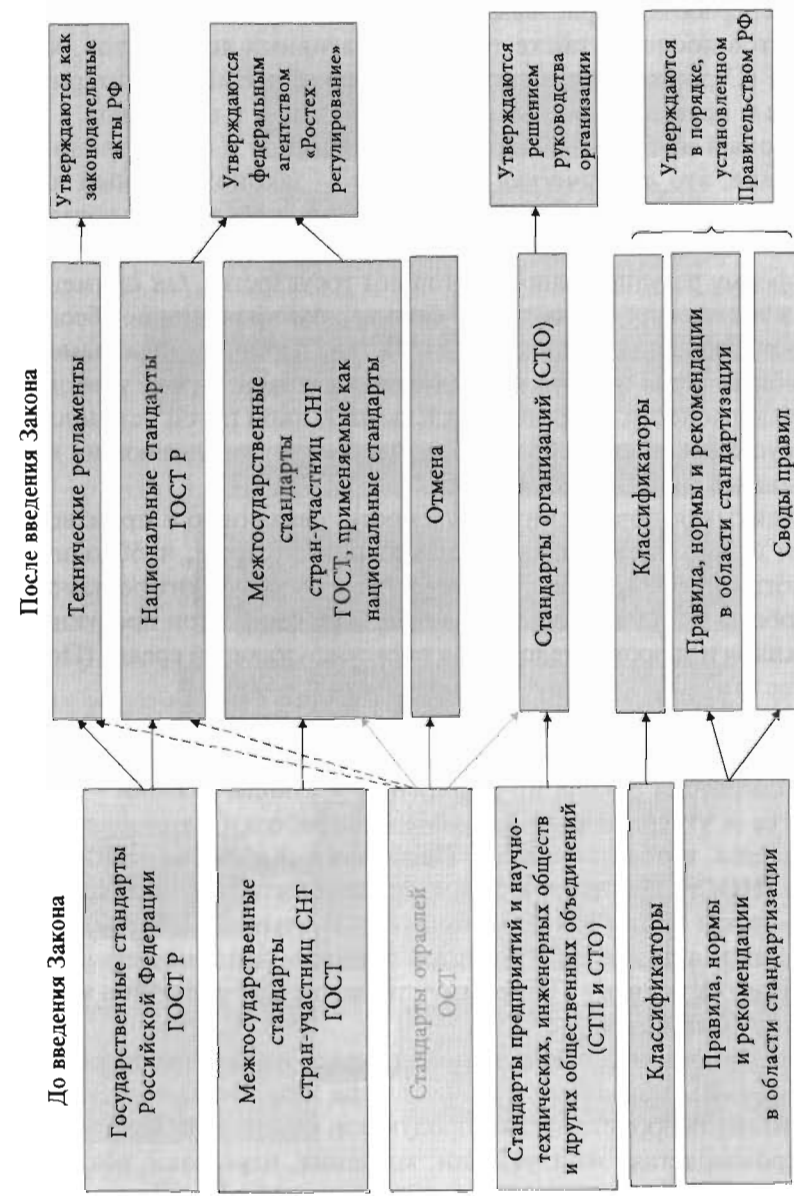 До введения Закона
Государственные стандарты
Российской Федерации
ГОСТ Р
Межгосударственные
стандарты
стран-участниц СНГ
ГОСТ
Стандарты отраслей
ОСТ
Стандарты предприятий и научно-
технических, инженерных обществ
и других общественных объединений
(СТП и СТО)
Классификаторы
Правила, нормы
и рекомендации
в области стандартизации
После введения Закона
Технические регламенты
Национальные стандарты
ГОСТ Р
Межгосударственные
стандарты
стран-участниц СНГ
ГОСТ, применяемые как
национальные стандарты
Отмена
Стандарты организаций (СТО)
Классификаторы
Правила, нормы и рекомендации
в области стандартизации
Своды правил
Утверждаются как
законодательные
акты РФ
Утверждаются
федеральным
агентством
«Ростех-
регулирование»
Утверждаются
решением
руководства
организации
Утверждаются
в порядке,
установленном
Правительством РФ